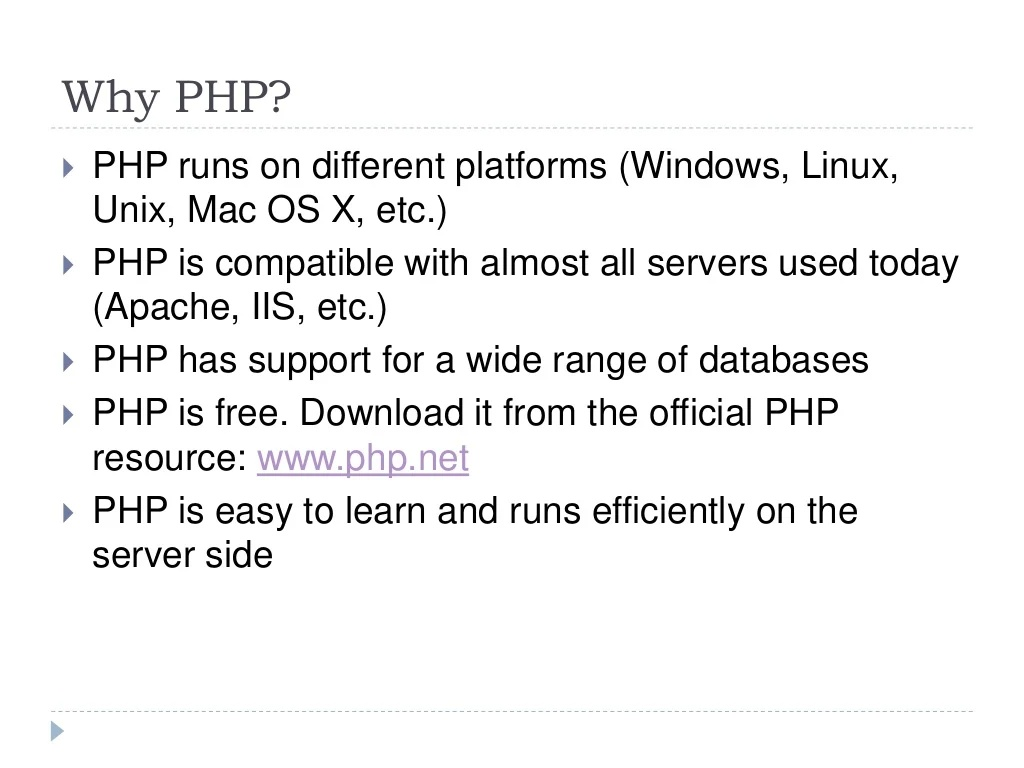 Why PHP?
PHP runs on different platforms (Windows, Linux,
Unix, Mac OS X, etc.)
PHP is compatible with almost all servers used today
(Apache, IIS, etc.)
PHP has support for a wide range of databases
PHP is free. Download it from the official PHP
resource: www.php.net
PHP is easy to learn and runs efficiently on the
server side